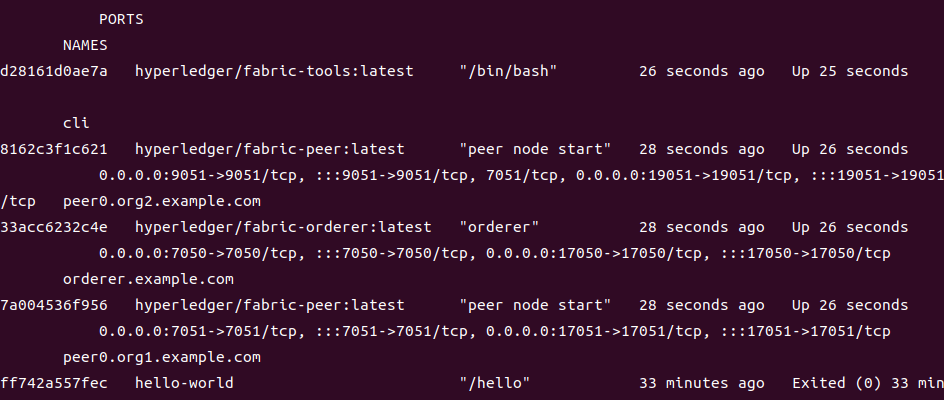 PORTS
NAMES
d28161d0ae7a   hyperledger/fabric-tools:latest     "/bin/bash"         26 seconds ago   Up 25 seconds
cli
8162c3f1c621   hyperledger/fabric-peer:latest      "peer node start"   28 seconds ago   Up 26 seconds
0.0.0.0:9051->9051/tcp, :::9051->9051/tcp, 7051/tcp, 0.0.0.0:19051->19051/tcp, :::19051->19051
/tcp   peer0.org2.example.com
33acc6232c4e   hyperledger/fabric-orderer:latest   "orderer"           28 seconds ago   Up 26 seconds
0.0.0.0:7050->7050/tcp, :::7050->7050/tcp, 0.0.0.0:17050->17050/tcp, :::17050->17050/tcp
orderer.example.com
7a004536f956   hyperledger/fabric-peer:latest      "peer node start"   28 seconds ago   Up 26 seconds
0.0.0.0:7051->7051/tcp, :::7051->7051/tcp, 0.0.0.0:17051->17051/tcp, :::17051->17051/tcp
peer0.org1.example.com
ff742a557fec   hello-world                         "/hello"            33 minutes ago   Exited (0) 33 min